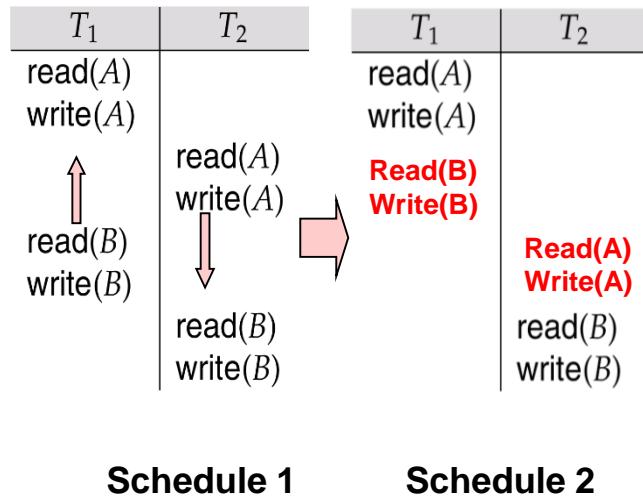 T1 T2
read(A)
write(A)
read(A)
write(A)
read(B)
write(B)
read(B)
write(B)
T1 T2
read(A)
write(A)
Read(B)
Write(B)
Read(A)
Write(A)
read(B)
write(B)
Schedule 1 Schedule 2